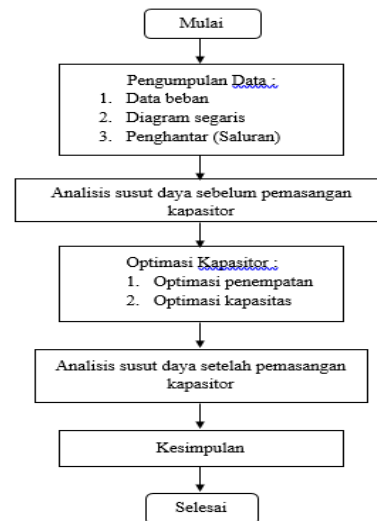 Mulai
Pengumpulan Data :
1. Data beban
2. Diagram segaris
3. Penghantar (Saluran)
Analisis susut daya sebelum pemasangan
kapasitor
Optimasi Kapasitor :
1. Optimasi penempatan
2. Optimasi kapasitas
Analisis susut daya setelah pemasangan
kapasitor
Kesimpulan
Selesai